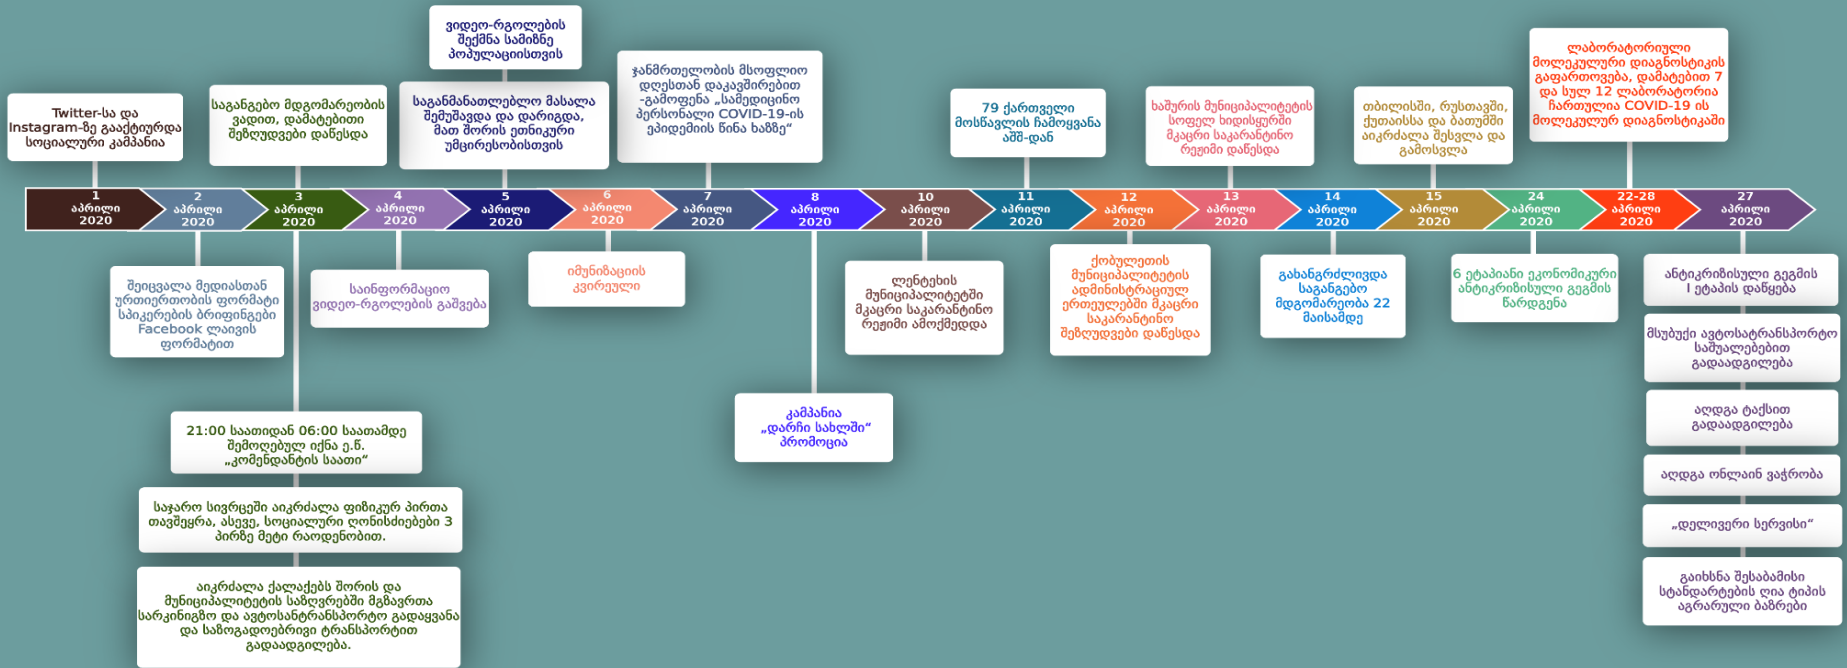 Twitter-სა და
Instagram-ზე გააქტიურდა
სოციალური კამპანია
1
აპრილი
2020
2
აპრილი
2020
შეიცვალა მედიასთან
ურთიერთობის ფორმატი
სპიკერების ბრიფინგები
Facebook ლაივის
ფორმატით
საგანგებო მდგომარეობის
ვადით, დამატებითი
შეზღუდვები დაწესდა
3
აპრილი
2020
21:00 საათიდან 06:00 საათამდე
შემოღებულ იქნა ე.წ.
„კომენდანტის საათი“
საჯარო სივრცეში აიკრძალა ფიზიკურ პირთა
თავშეყრა, ასევე, სოციალური ღონისძიებები 3
პირზე მეტი რაოდენობით.
აიკრძალა ქალაქებს შორის და
მუნიციპალიტეტის საზღვრებში მგზავრთა
სარკინიგზო და ავტოსანტრანსპორტო გადაყვანა
და საზოგადოებრივი ტრანსპორტით
გადაადგილება.
4
აპრილი
2020
საინფორმაციო
ვიდეო-რგოლების გაშვება
ვიდეო-რგოლების
შექმნა სამიზნე
პოპულაციისთვის
საგანმანათლებლო მასალა
შემუშავდა და დარიგდა,
მათ შორის ეთნიკური
უმცირესობისთვის
5
აპრილი
2020
6
აპრილი
2020
იმუნიზაციის
კვირეული
ჯანმრთელობის მსოფლიო
დღესთან დაკავშირებით
-გამოფენა „სამედიცინო
პერსონალი COVID-19-ის
ეპიდემიის წინა ხაზზე“
7
აპრილი
2020
8
აპრილი
2020
კამპანია
„დარჩი სახლში“
პრომოცია
10
აპრილი
2020
ლენტეხის
მუნიციპალიტეტში
მკაცრი საკარანტინო
რეჟიმი ამოქმედდა
79 ქართველი
მოსწავლის ჩამოყვანა
აშშ-დან
11
აპრილი
2020
12
აპრილი
2020
ქობულეთის
მუნიციპალიტეტის
ადმინისტრაციულ
ერთეულებში მკაცრი
საკარანტინო
შეზღუდვები დაწესდა
ხაშურის მუნიციპალიტეტის
სოფელ ხიდისყურში
მკაცრი საკარანტინო
რეჟიმი დაწესდა
13
აპრილი
2020
14
აპრილი
2020
გახანგრძლივდა
საგანგებო
მდგომარეობა 22
მაისამდე
თბილისში, რუსთავში,
ქუთაისსა და ბათუმში
აიკრძალა შესვლა და
გამოსვლა
15
აპრილი
2020
24
აპრილი
2020
6 ეტაპიანი ეკონომიკური
ანტიკრიზისული გეგმის
წარდგენა
ლაბორატორიული
მოლეკულური დიაგნოსტიკის
გაფართოვება, დამატებით 7
და სულ 12 ლაბორატორია
ჩართულია COVID-19 ის
მოლეკულურ დიაგნოსტიკაში
22-28
აპრილი
2020
27
აპრილი
2020
ანტიკრიზისული გეგმის
I ეტაპის დაწყება
მსუბუქი ავტოსატრანსპორტო
საშუალებებით
გადაადგილება
აღდგა ტაქსით
გადაადგილება
აღდგა ონლაინ ვაჭრობა
„დელივერი სერვისი“
გაიხსნა შესაბამისი
სტანდარტების ღია ტიპის
აგრარული ბაზრები